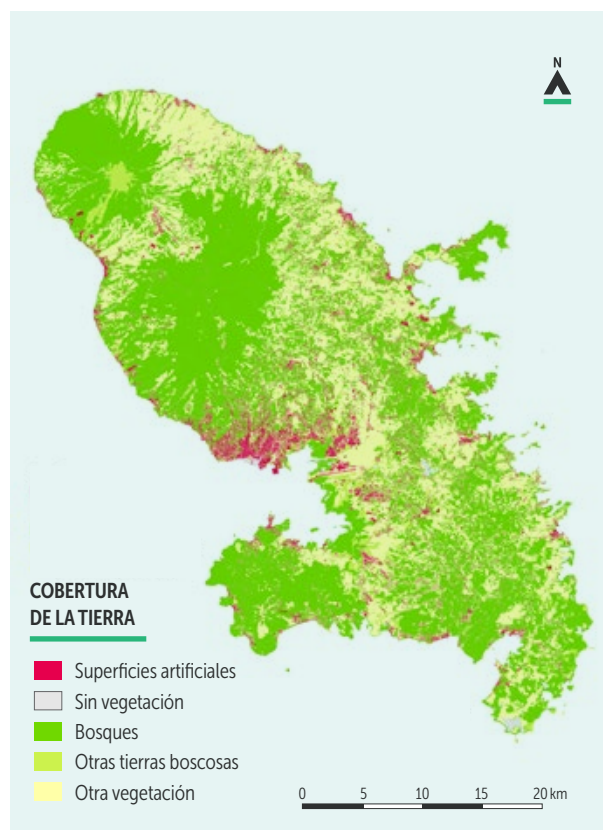 N
COBERTURA
DE LA TIERRA
Superficies artificiales
Sin vegetación
Bosques
Otras tierras boscosas
Otra vegetación
0 5 10 15 20 km